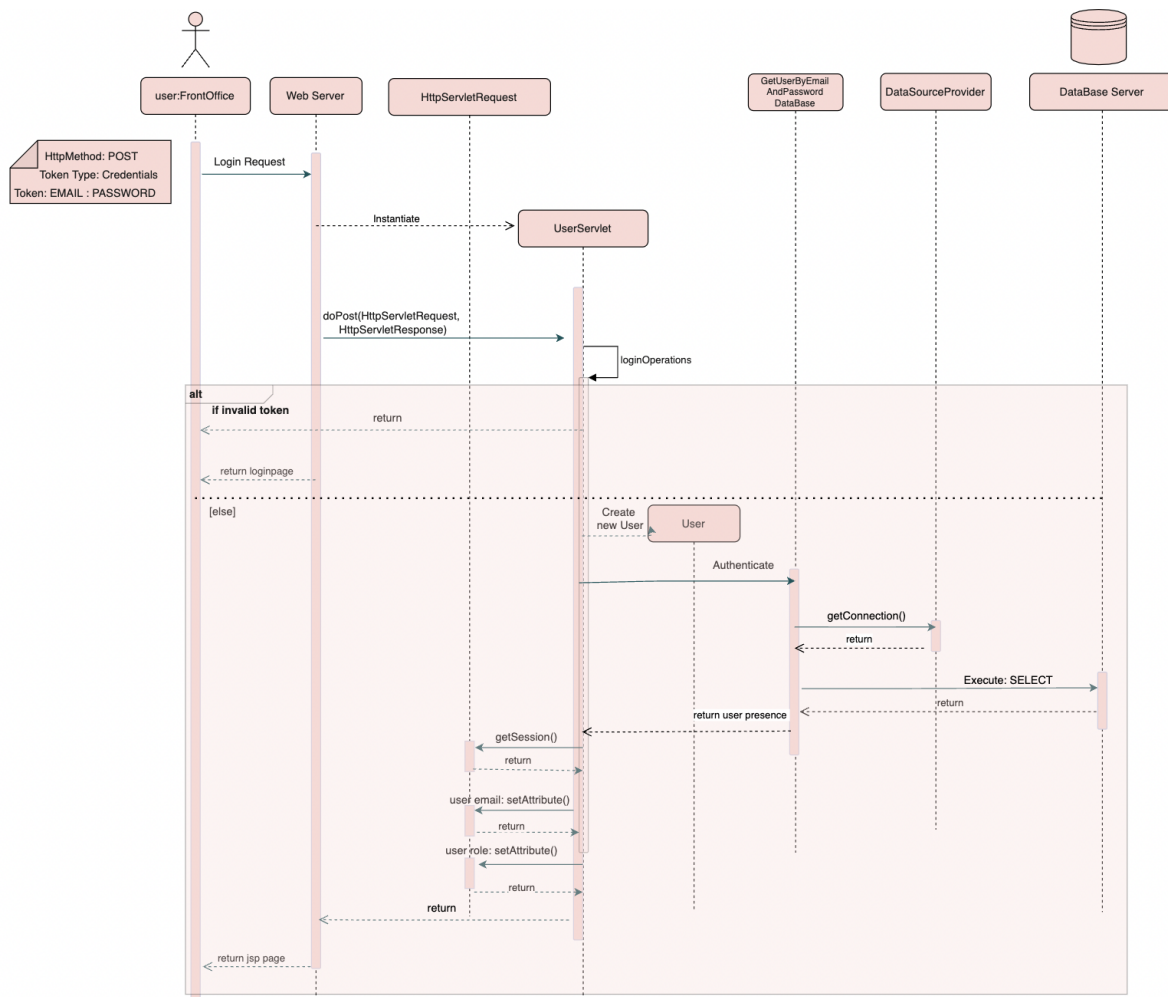 user:FrontOffice
Web Server
HttpServletRequest
GetUserByEmail
AndPassword
DataBase
DataSourceProvider
DataBase Server
HttpMethod: POST
Token Type: Credentials
Token: EMAIL : PASSWORD
Login Request
Instantiate
UserServlet
doPost(HttpServletRequest,
HttpServletResponse)
loginOperations
alt
if invalid token
return
return loginpage
[else]
Create
new User
User
Authenticate
getConnection()
return
Execute: SELECT
return
return user presence
getSession()
return
user email: setAttribute()
return
user role: setAttribute()
return
return
return jsp page